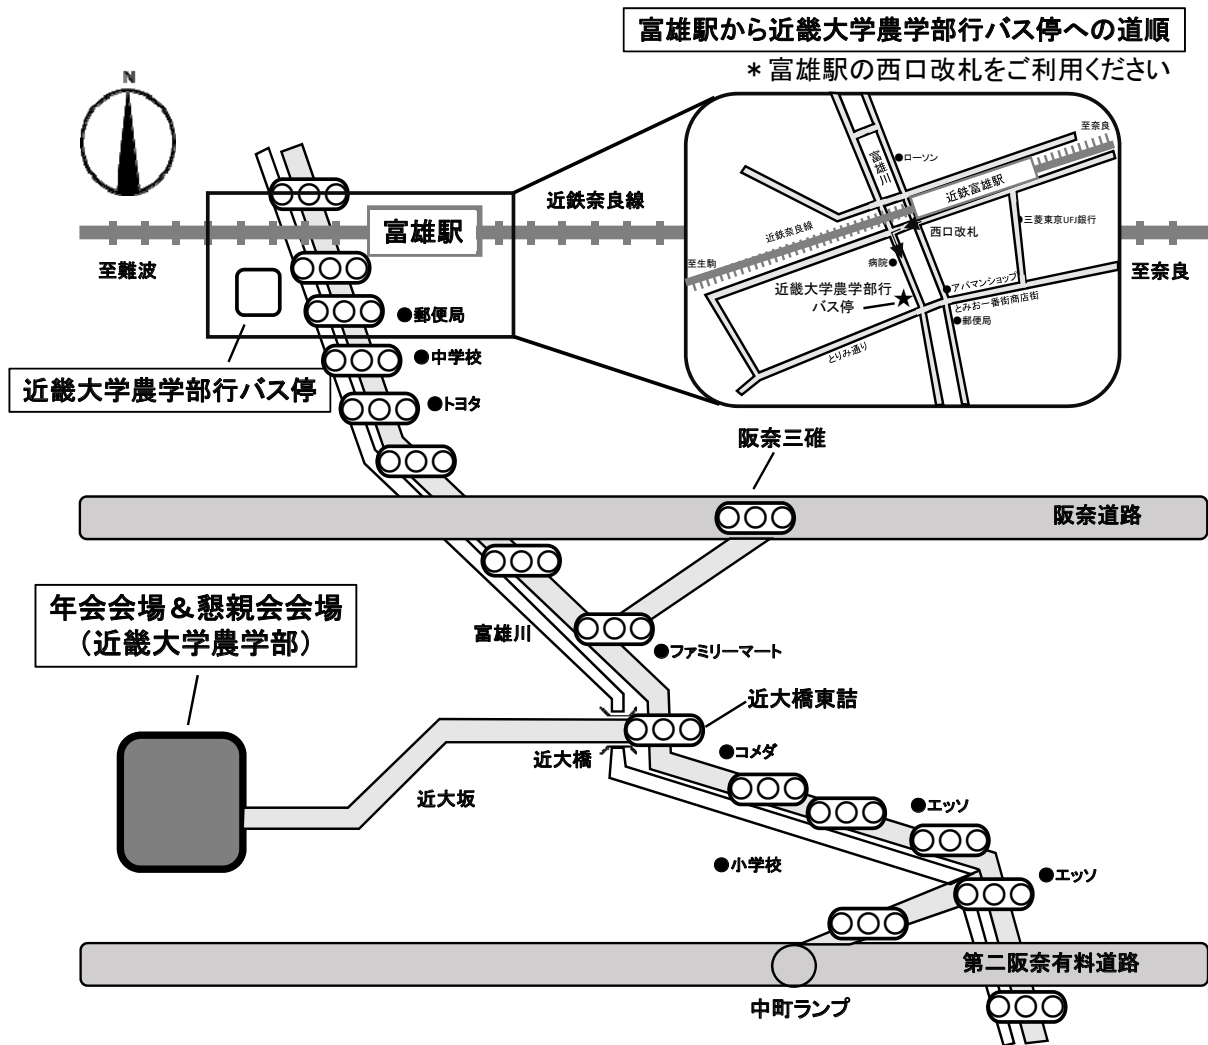 富雄駅から近畿大学農学部行バス停への道順
＊富雄駅の西口改札をご利用ください
N
至奈良
ローソン
富雄川
近鉄富雄駅
三菱東京UFJ銀行
西口改札
近鉄奈良線
病院
至生駒
アパマンショップ
近畿大学農学部行
バス停
とみお一番街商店街
郵便局
とりみ通り
近鉄奈良線
富雄駅
至難波
至奈良
郵便局
中学校
近畿大学農学部行バス停
トヨタ
阪奈三碓
阪奈道路
年会会場＆懇親会会場
（近畿大学農学部）
富雄川
ファミリーマート
近大橋東詰
コメダ
近大橋
近大坂
エッソ
小学校
エッソ
第二阪奈有料道路
中町ランプ